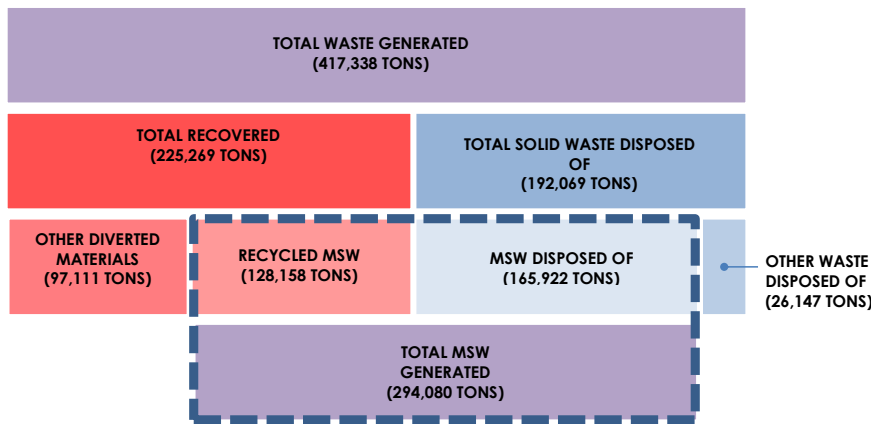 TOTAL WASTE GENERATED
(417,338 TONS)
TOTAL RECOVERED
(225,269 TONS)
TOTAL SOLID WASTE DISPOSED
OF
(192,069 TONS)
OTHER DIVERTED
MATERIALS
(97,111 TONS)
RECYCLED MSW
(128,158 TONS)
MSW DISPOSED OF
(165,922 TONS)
OTHER WASTE
DISPOSED OF
(26,147 TONS)
TOTAL MSW
GENERATED
(294,080 TONS)